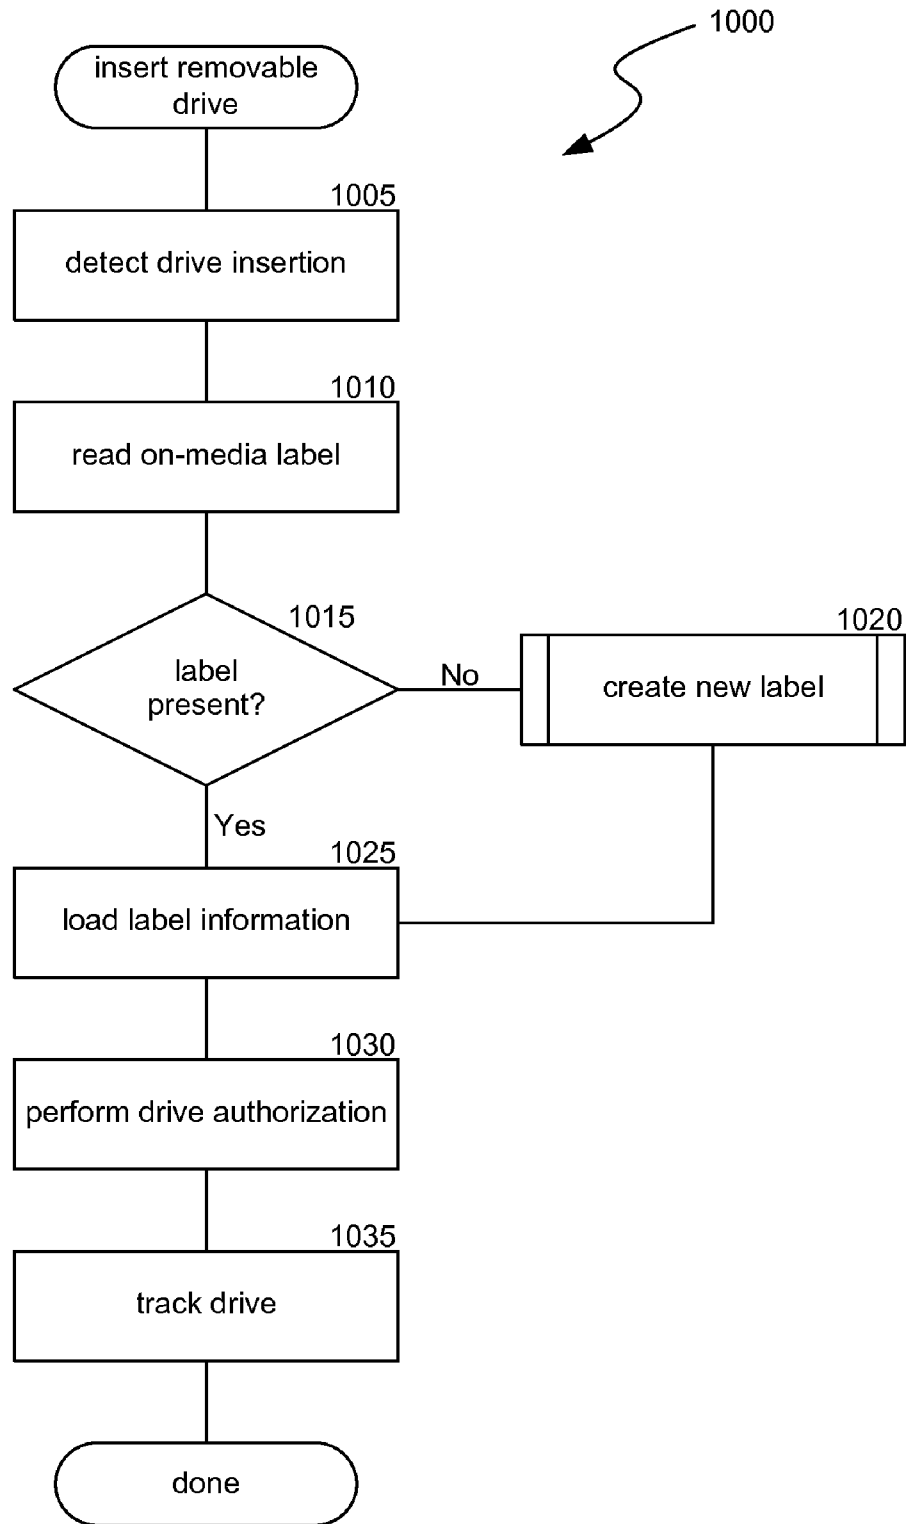 1000
insert removable
drive
1005
detect drive insertion
1010
read on-media label
1015
label
present?
No
1020
create new label
Yes
1025
load label information
1030
perform drive authorization
1035
track drive
done